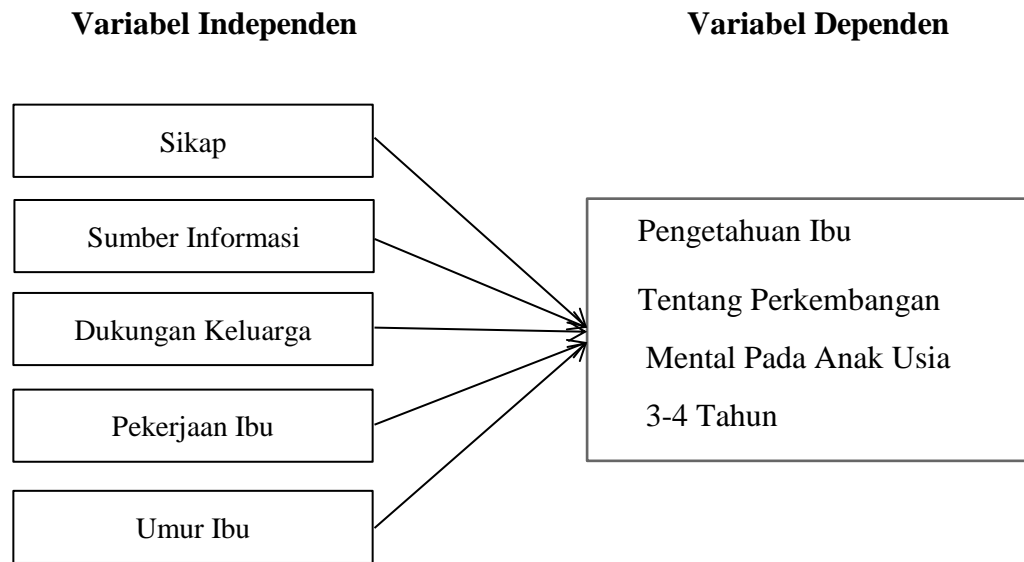 Variabel Independen
Variabel Dependen
Sikap
Sumber Informasi
Dukungan Keluarga
Pekerjaan Ibu
Umur Ibu
Pengetahuan Ibu
Tentang Perkembangan
Mental Pada Anak Usia
3-4 Tahun